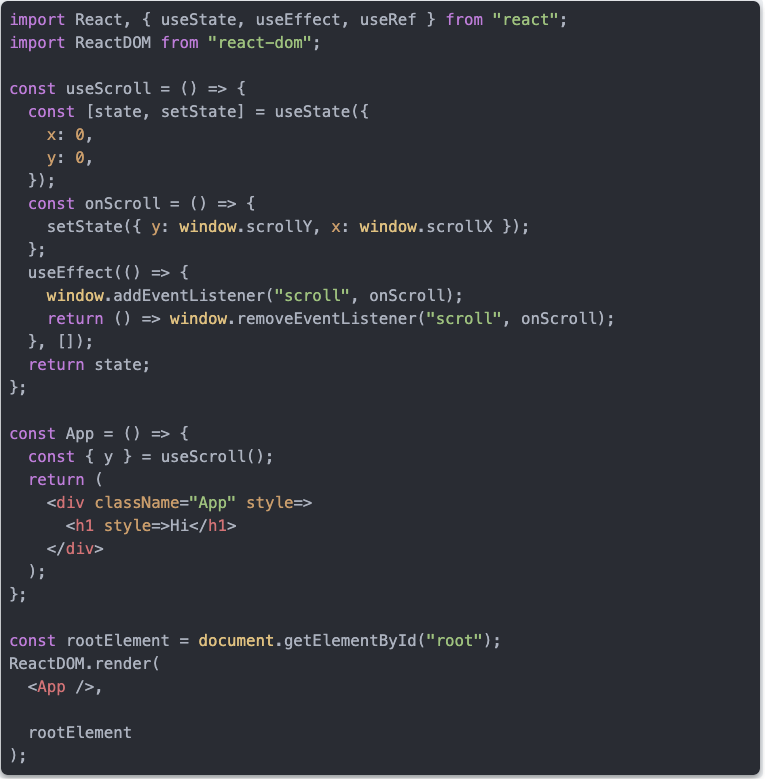 import React, { useState, useEffect, useRef } from "react";
import ReactDOM from "react-dom";

const useScroll = () => {
  const [state, setState] = useState({
    x: 0,
    y: 0,
  });
  const onScroll = () => {
    setState({ y: window.scrollY, x: window.scrollX });
  };
  useEffect(() => {
    window.addEventListener("scroll", onScroll);
    return () => window.removeEventListener("scroll", onScroll);
  }, []);
  return state;
};

const App = () => {
  const { y } = useScroll();
  return (
    <div className="App" style=>
      <h1 style=>Hi</h1>
    </div>
  );
};

const rootElement = document.getElementById("root");
ReactDOM.render(
  <App />,

  rootElement
);